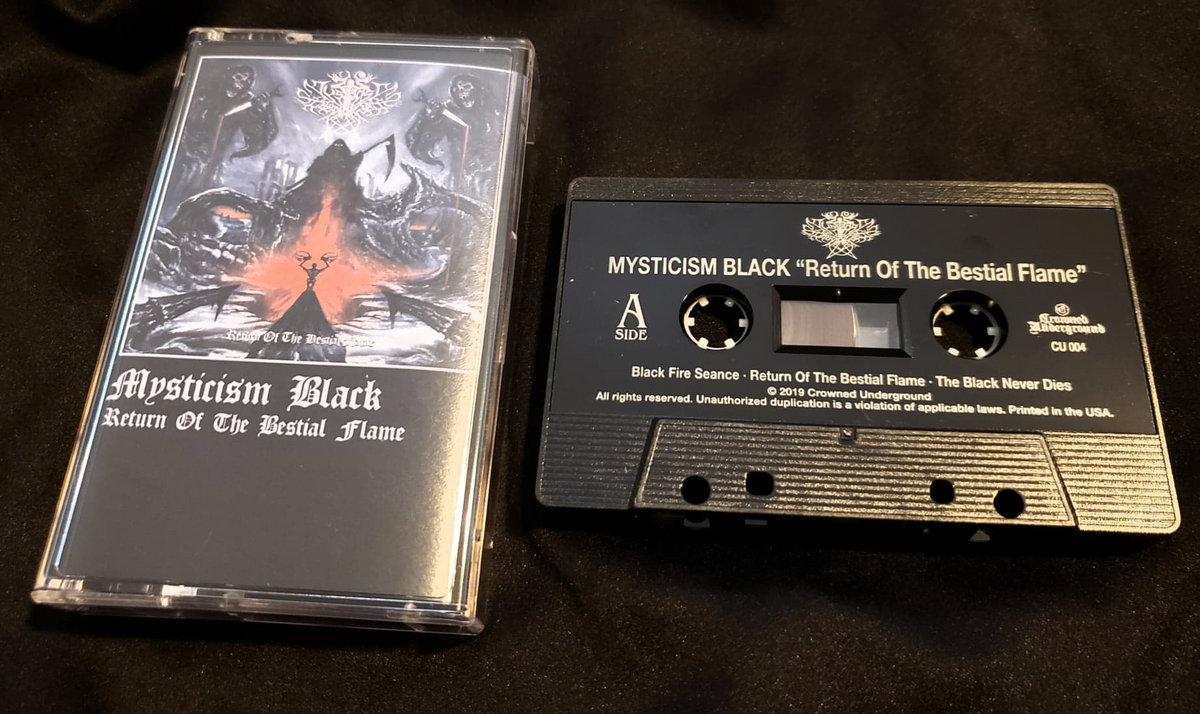 Return Of The Bestial Flame
Mysticism Black
Return Of The Bestial Flame
MYSTICISM BLACK “Return Of The Bestial Flame”
A
SIDE
Crowned
Underground
CU 004
Black Fire Seance · Return Of The Bestial Flame · The Black Never Dies
© 2019 Crowned Underground
All rights reserved. Unauthorized duplication is a violation of applicable laws. Printed in the USA.